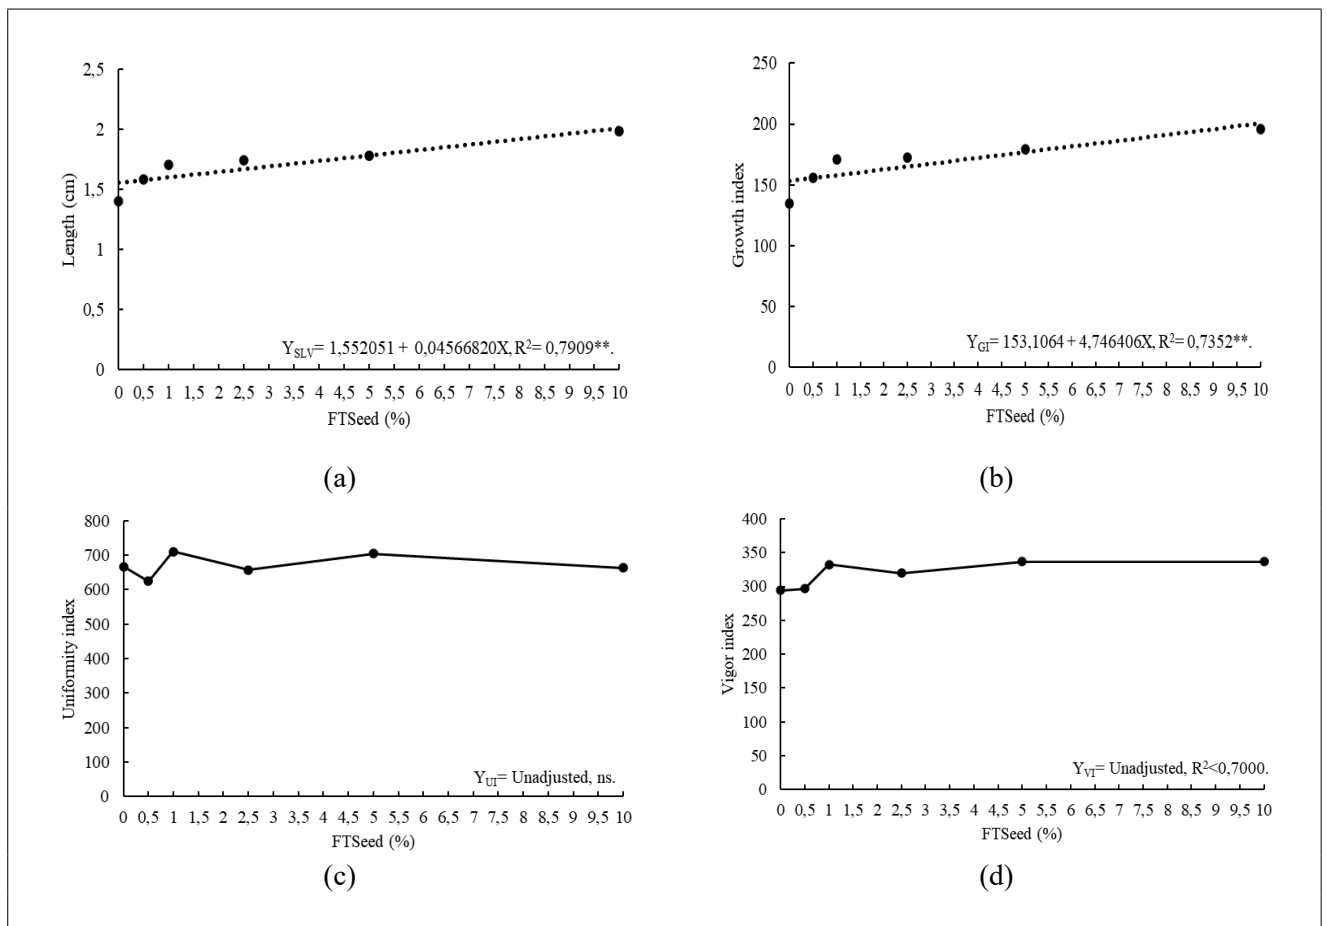 2,5
2
1,5
1
0,5
0
Length (cm)
0 0,5 1 1,5 2 2,5 3 3,5 4 4,5 5 5,5 6 6,5 7 7,5 8 8,5 9 9,5 10
FTSeed (%)
Y_SLV= 1,552051 + 0,04566820X, R²= 0,7909**.
(a)
250
200
150
100
50
0
Growth index
0 0,5 1 1,5 2 2,5 3 3,5 4 4,5 5 5,5 6 6,5 7 7,5 8 8,5 9 9,5 10
FTSeed (%)
Y_GI= 153,1064 + 4,746406X, R²= 0,7352**.
(b)
800
700
600
500
400
300
200
100
0
Uniformity index
0 0,5 1 1,5 2 2,5 3 3,5 4 4,5 5 5,5 6 6,5 7 7,5 8 8,5 9 9,5 10
FTSeed (%)
Y_UI= Unadjusted, ns.
(c)
400
350
300
250
200
150
100
50
0
Vigor index
0 0,5 1 1,5 2 2,5 3 3,5 4 4,5 5 5,5 6 6,5 7 7,5 8 8,5 9 9,5 10
FTSeed (%)
Y_VI= Unadjusted, R²<0,7000.
(d)